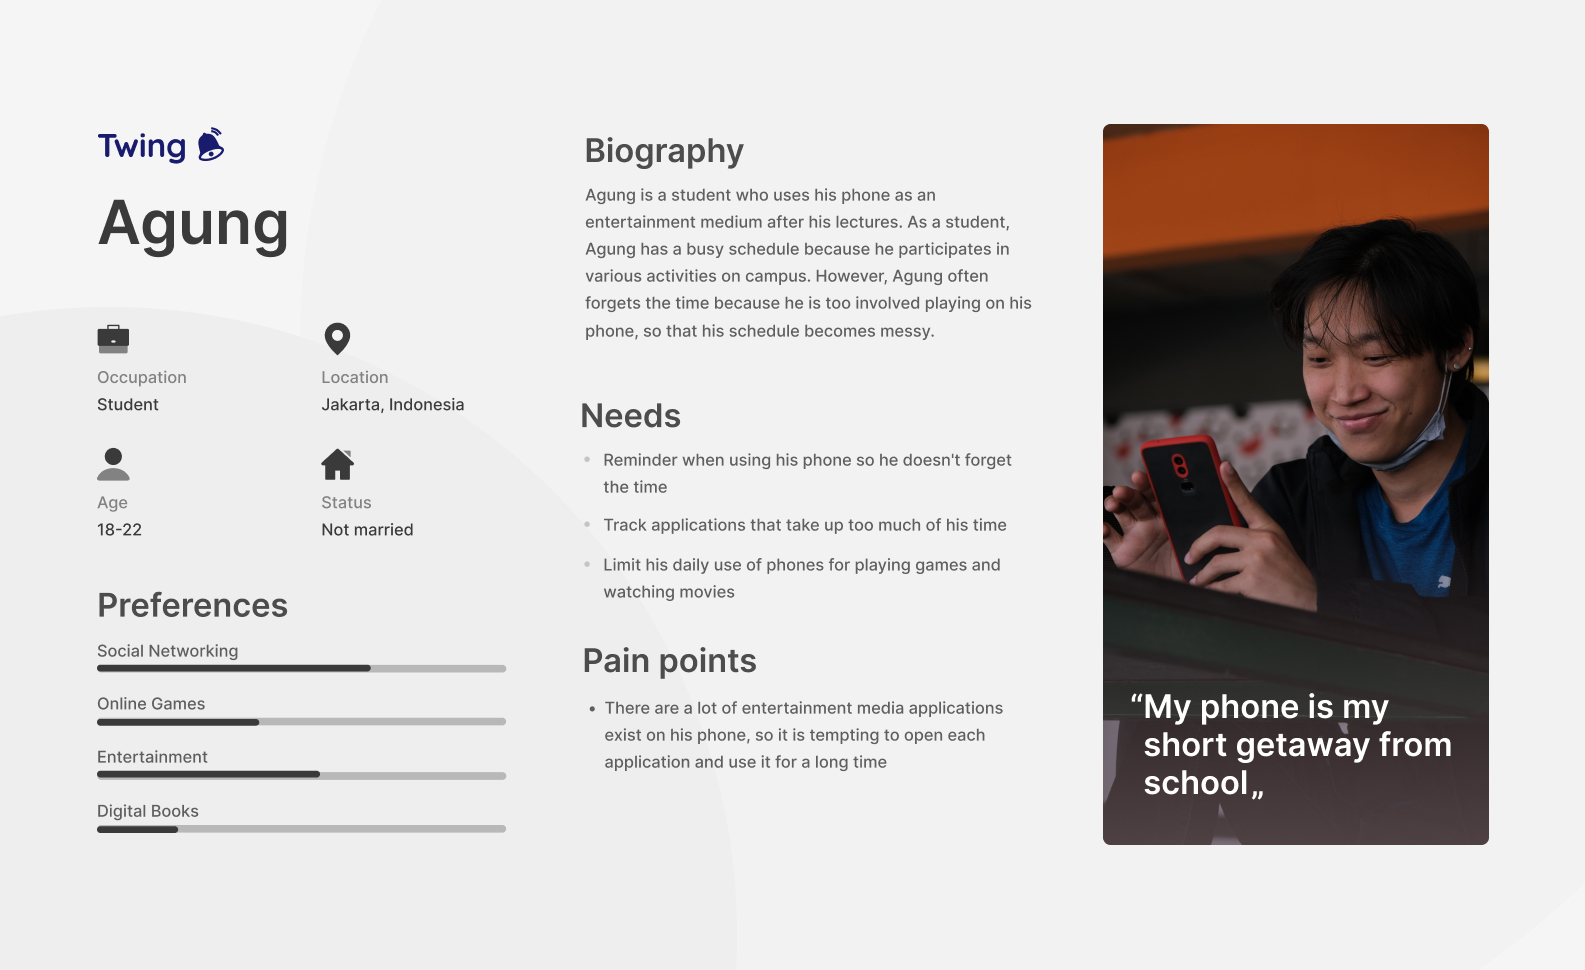 Twing
Agung
Occupation
Student
Location
Jakarta, Indonesia
Age
18-22
Status
Not married
Preferences
Social Networking
Online Games
Entertainment
Digital Books
Biography
Agung is a student who uses his phone as an
entertainment medium after his lectures. As a student,
Agung has a busy schedule because he participates in
various activities on campus. However, Agung often
forgets the time because he is too involved playing on his
phone, so that his schedule becomes messy.
Needs
• Reminder when using his phone so he doesn't forget
the time
• Track applications that take up too much of his time
• Limit his daily use of phones for playing games and
watching movies
Pain points
• There are a lot of entertainment media applications
exist on his phone, so it is tempting to open each
application and use it for a long time
“My phone is my
short getaway from
school„